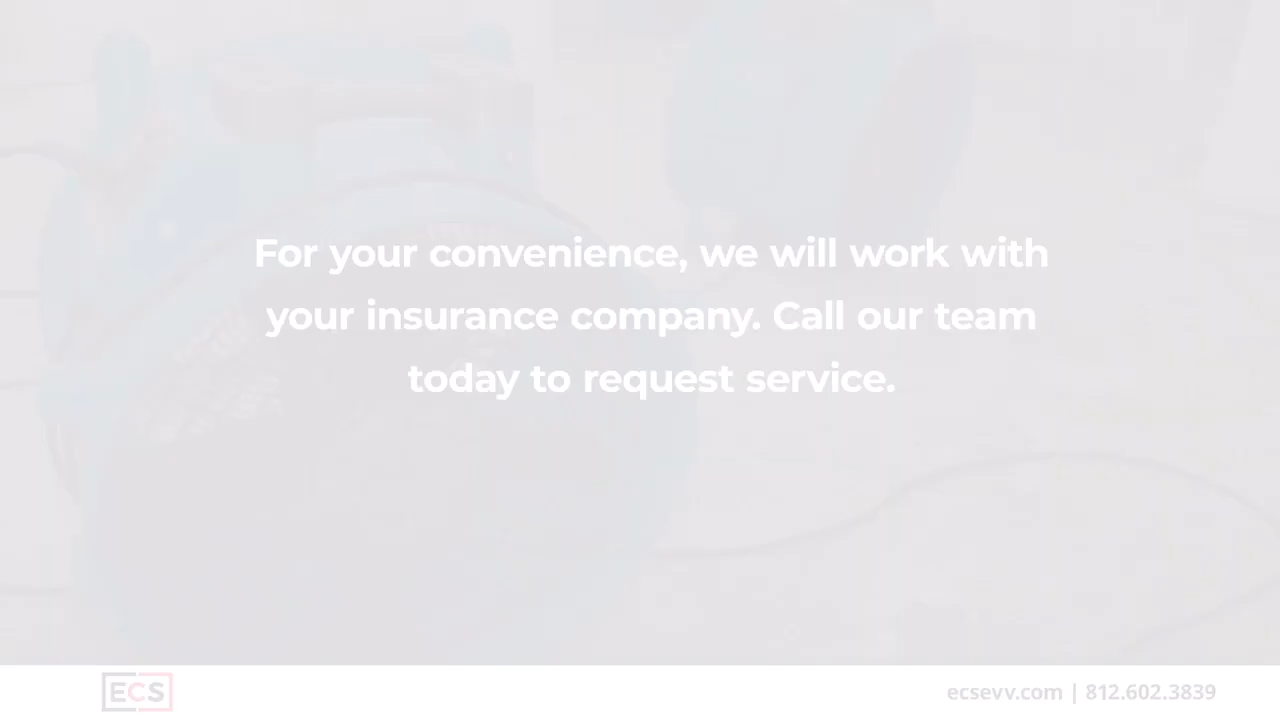 For your convenience, we will work with
your insurance company. Call our team
today to request service.
ECS
ecsevv.com | 812.602.3839